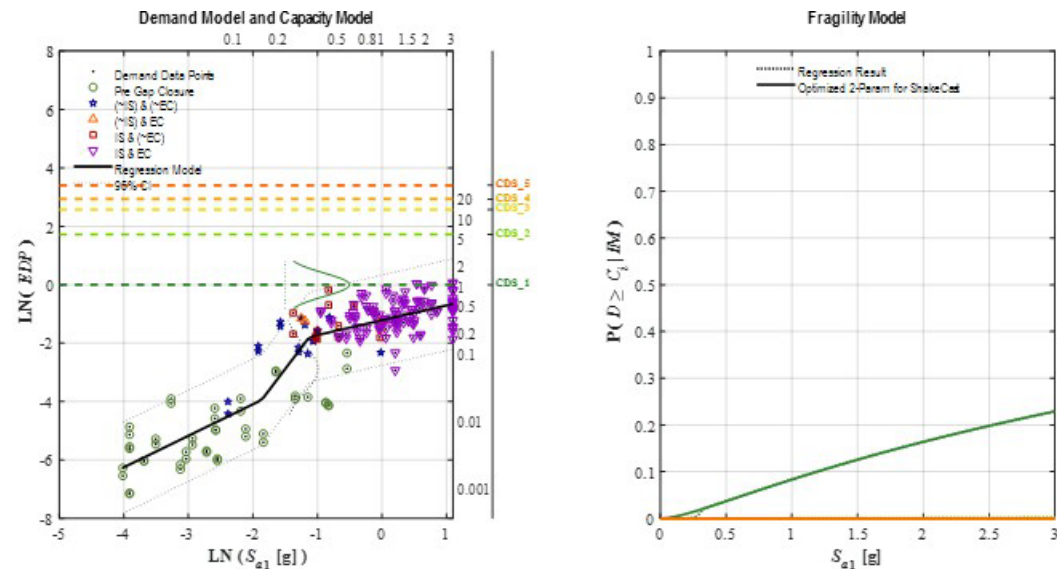 Demand Model and Capacity Model
0.1 0.2 0.5 0.81 1.5 2 3
8
6
4
2
0
-2
-4
-6
-8
LN(EDP)
Demand Data Points
Pre Gap Closure
(~IS) & (~EC)
(~IS) & EC
IS & (~EC)
IS & EC
Regression Model
95% CI
20
10
5
2
1
0.5
0.2
0.1
0.01
0.001
CDS_5
CDS_4
CDS_3
CDS_2
CDS_1
-5 -4 -3 -2 -1 0 1
LN (Sa1 [g])
Fragility Model
Regression Result
Optimized 2-Param for ShakeCast
1
0.9
0.8
0.7
0.6
0.5
0.4
0.3
0.2
0.1
0
P(D ≥ Ci | IM)
0 0.5 1 1.5 2 2.5 3
Sa1 [g]